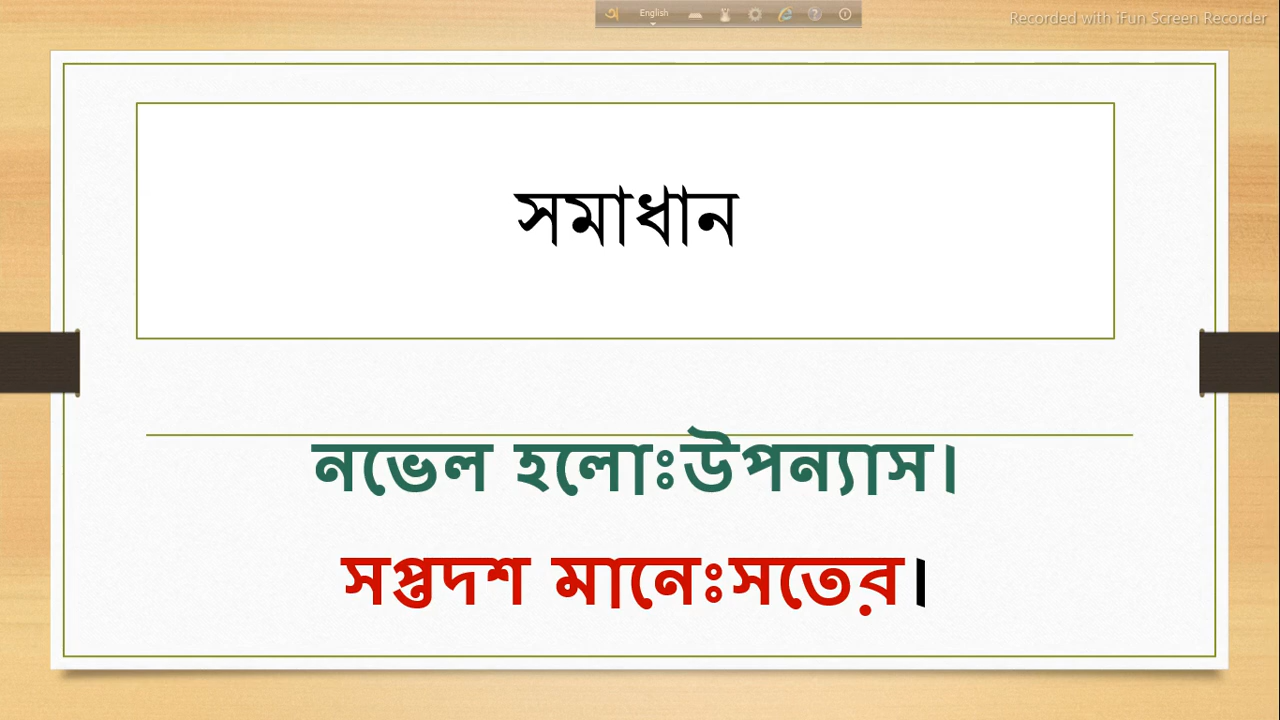 অ English
Recorded with iFun Screen Recorder
সমাধান
নভেল হলোঃউপন্যাস।
সপ্তদশ মানেঃসতের।